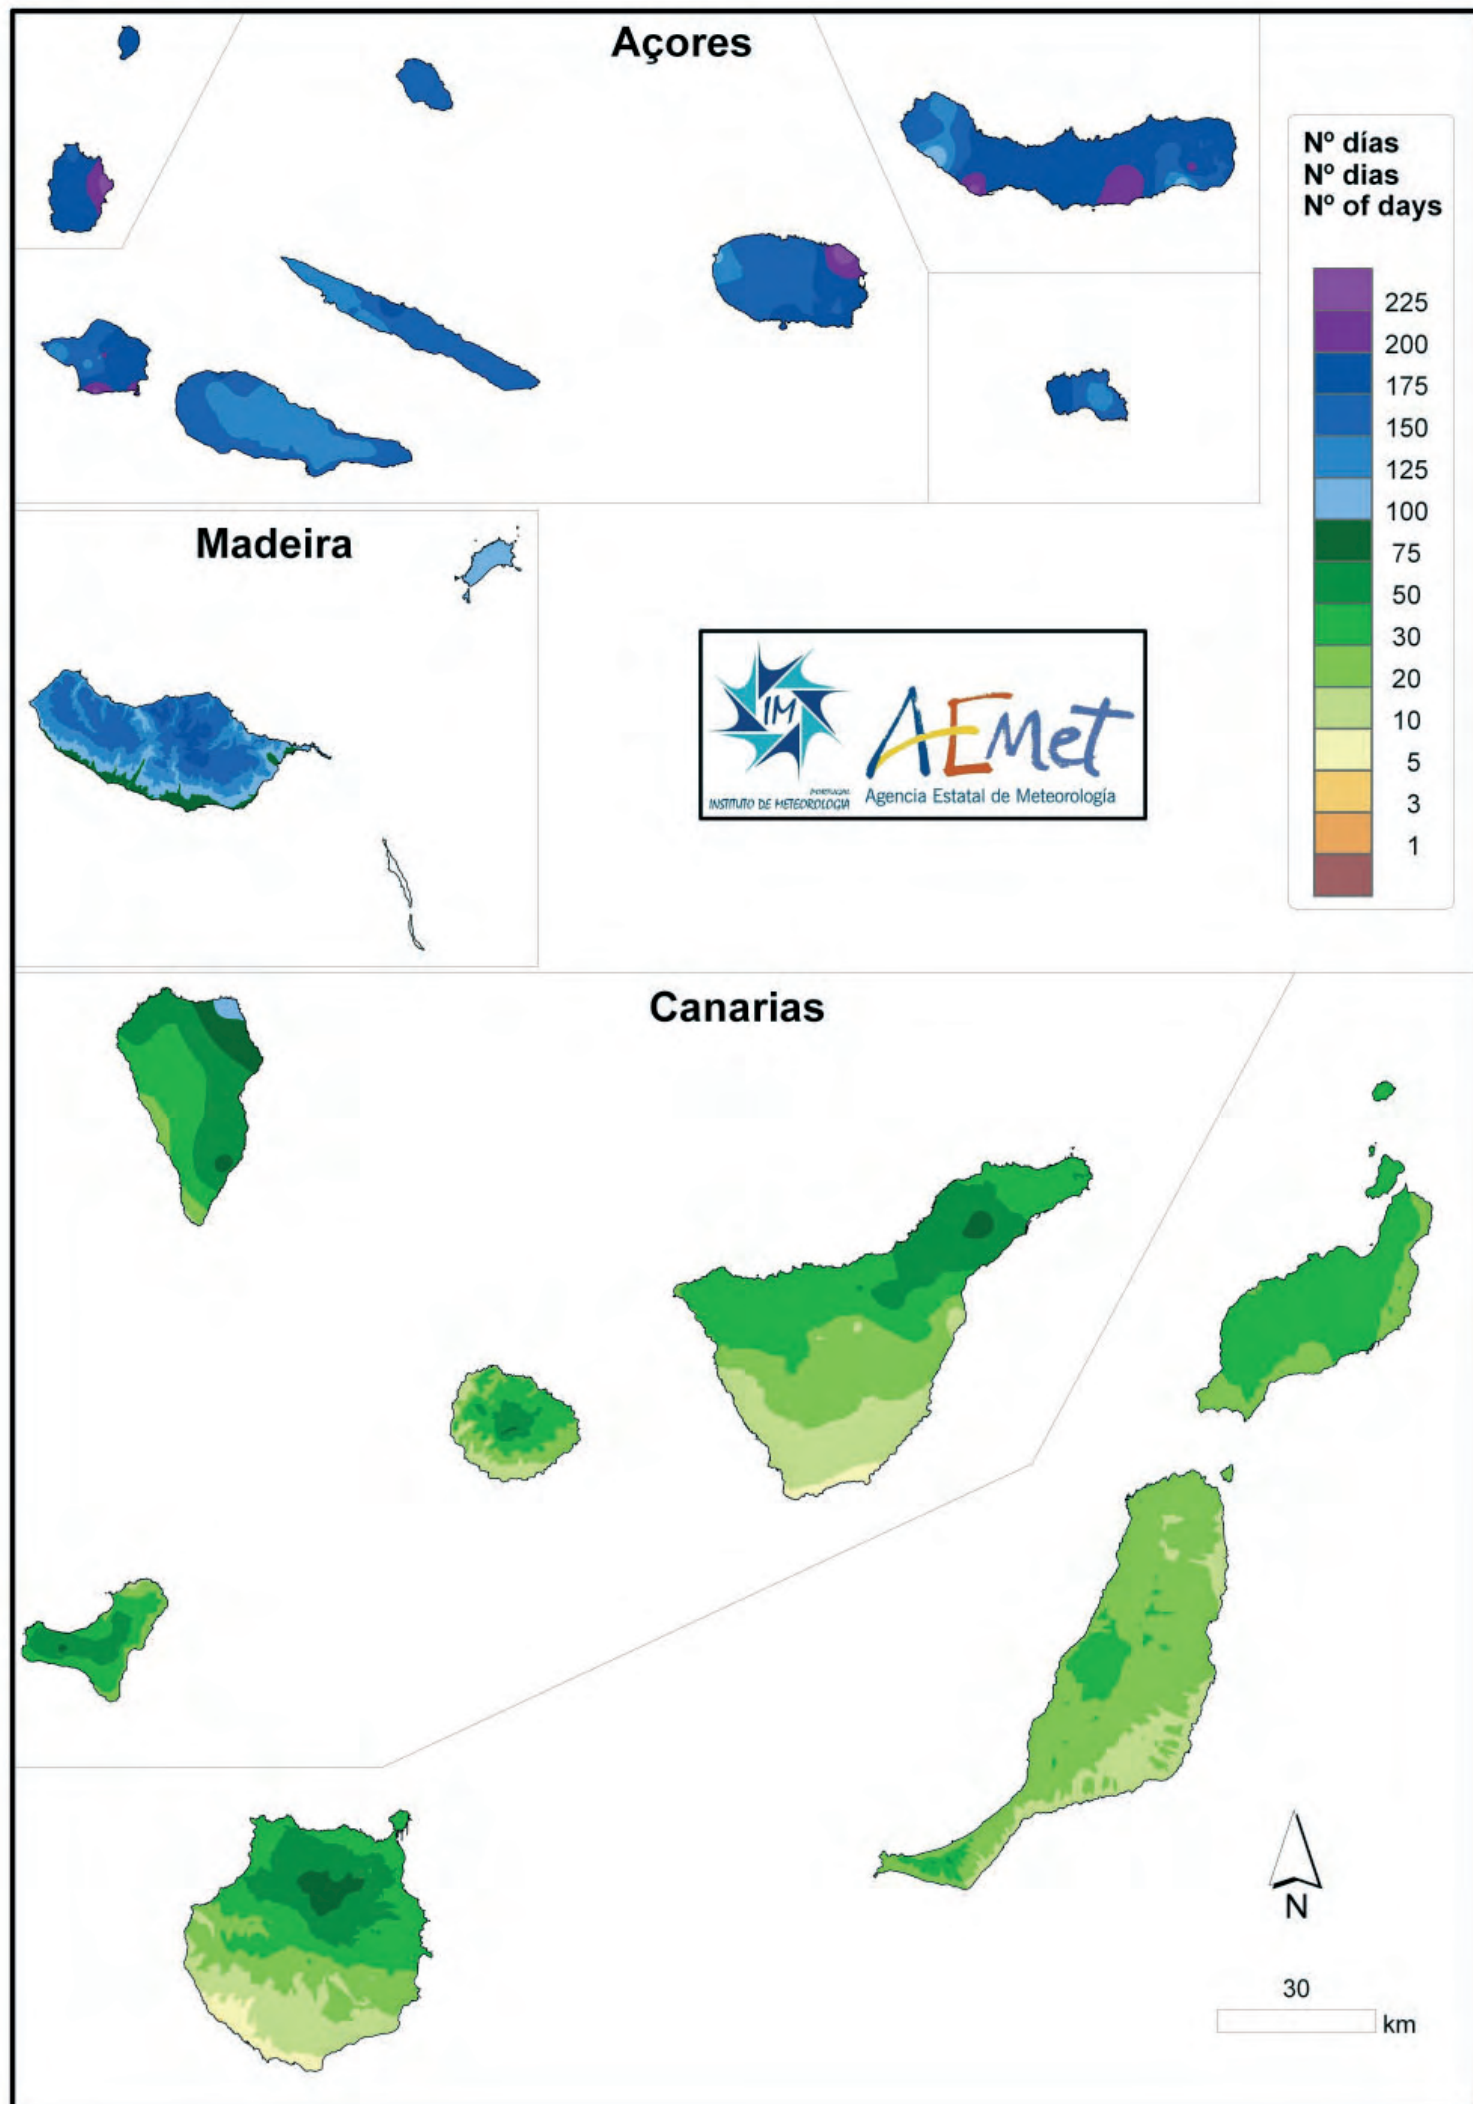 Açores
Nº días
Nº dias
Nº of days
225
200
175
150
125
100
75
50
30
20
10
5
3
1
Madeira
IM
PORTUGAL
INSTITUTO DE METEOROLOGIA
AEMet
Agencia Estatal de Meteorología
Canarias
N
30
km